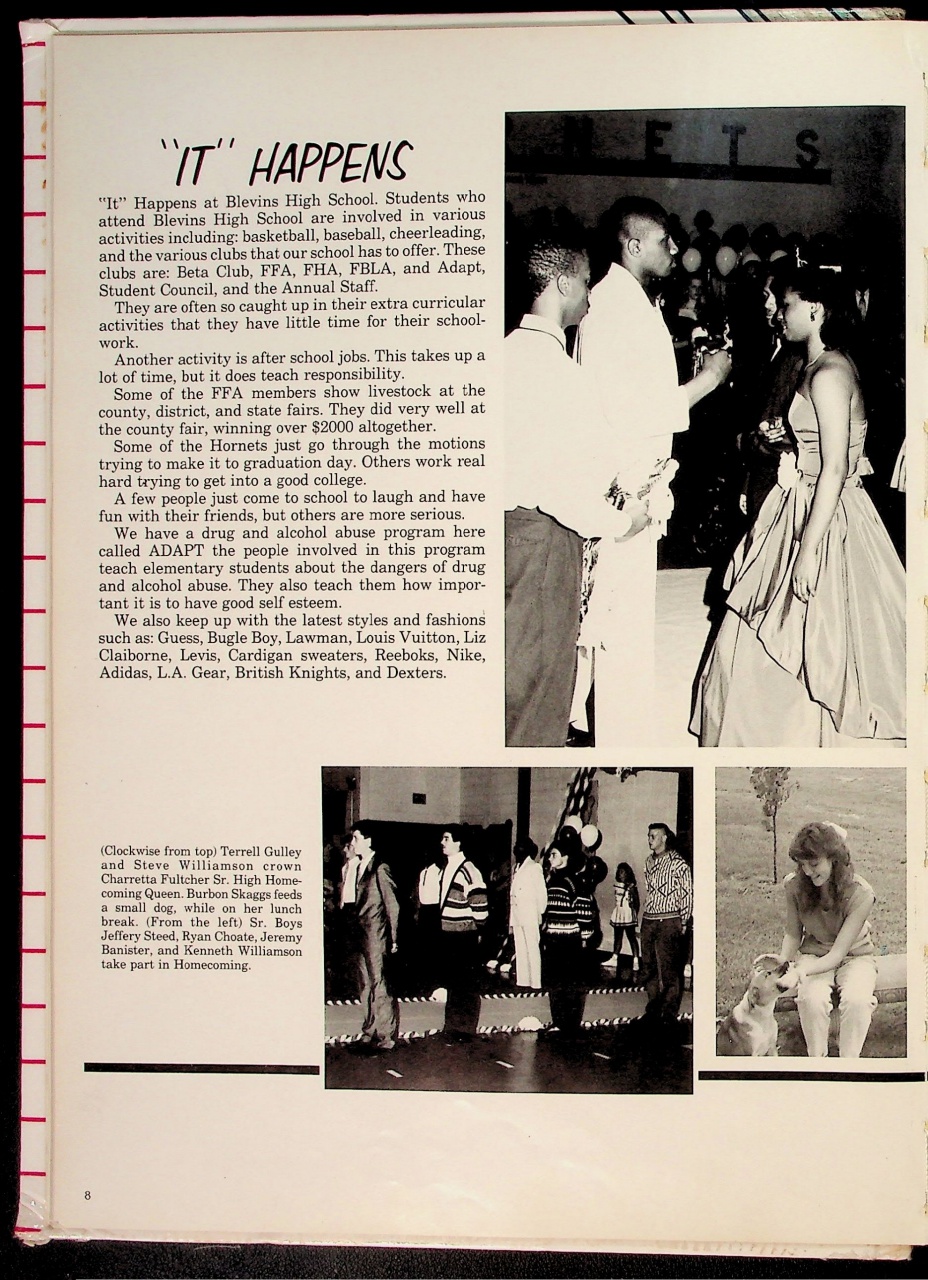 "IT" HAPPENS
"It" Happens at Blevins High School. Students who
attend Blevins High School are involved in various
activities including: basketball, baseball, cheerleading,
and the various clubs that our school has to offer. These
clubs are: Beta Club, FFA, FHA, FBLA, and Adapt,
Student Council, and the Annual Staff.
They are often so caught up in their extra curricular
activities that they have little time for their school-
work.
Another activity is after school jobs. This takes up a
lot of time, but it does teach responsibility.
Some of the FFA members show livestock at the
county, district, and state fairs. They did very well at
the county fair, winning over $2000 altogether.
Some of the Hornets just go through the motions
trying to make it to graduation day. Others work real
hard trying to get into a good college.
A few people just come to school to laugh and have
fun with their friends, but others are more serious.
We have a drug and alcohol abuse program here
called ADAPT the people involved in this program
teach elementary students about the dangers of drug
and alcohol abuse. They also teach them how impor-
tant it is to have good self esteem.
We also keep up with the latest styles and fashions
such as: Guess, Bugle Boy, Lawman, Louis Vuitton, Liz
Claiborne, Levis, Cardigan sweaters, Reeboks, Nike,
Adidas, L.A. Gear, British Knights, and Dexters.
NETS
(Clockwise from top) Terrell Gulley
and Steve Williamson crown
Charretta Fultcher Sr. High Home-
coming Queen. Burbon Skaggs feeds
a small dog, while on her lunch
break. (From the left) Sr. Boys
Jeffery Steed, Ryan Choate, Jeremy
Banister, and Kenneth Williamson
take part in Homecoming.
8